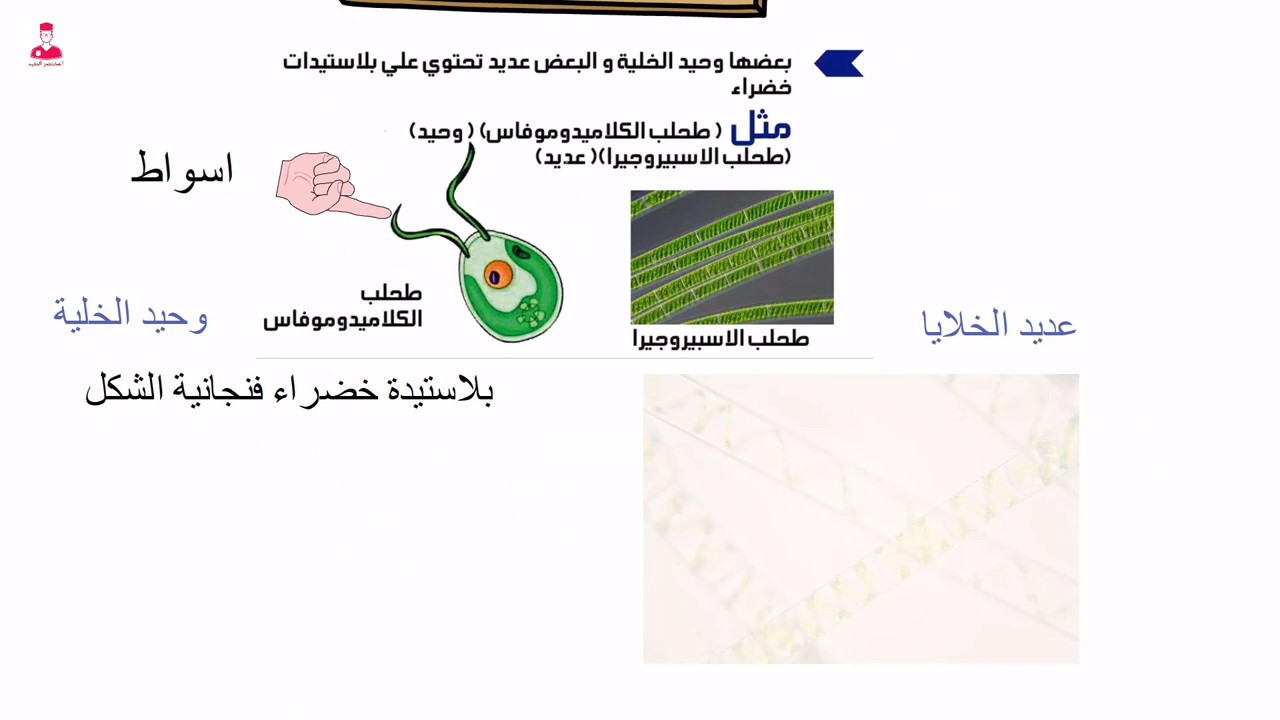 بعضها وحيد الخلية و البعض عديد تحتوي علي بلاستيدات
خضراء
مثل ( طحلب الكلاميدوموفاس) ( وحيد)
(طحلب الاسبيروجيرا)( عديد)
اسواط
طحلب
الكلاميدوموفاس
وحيد الخلية
طحلب الاسبيروجيرا
عديد الخلايا
بلاستيدة خضراء فنجانية الشكل